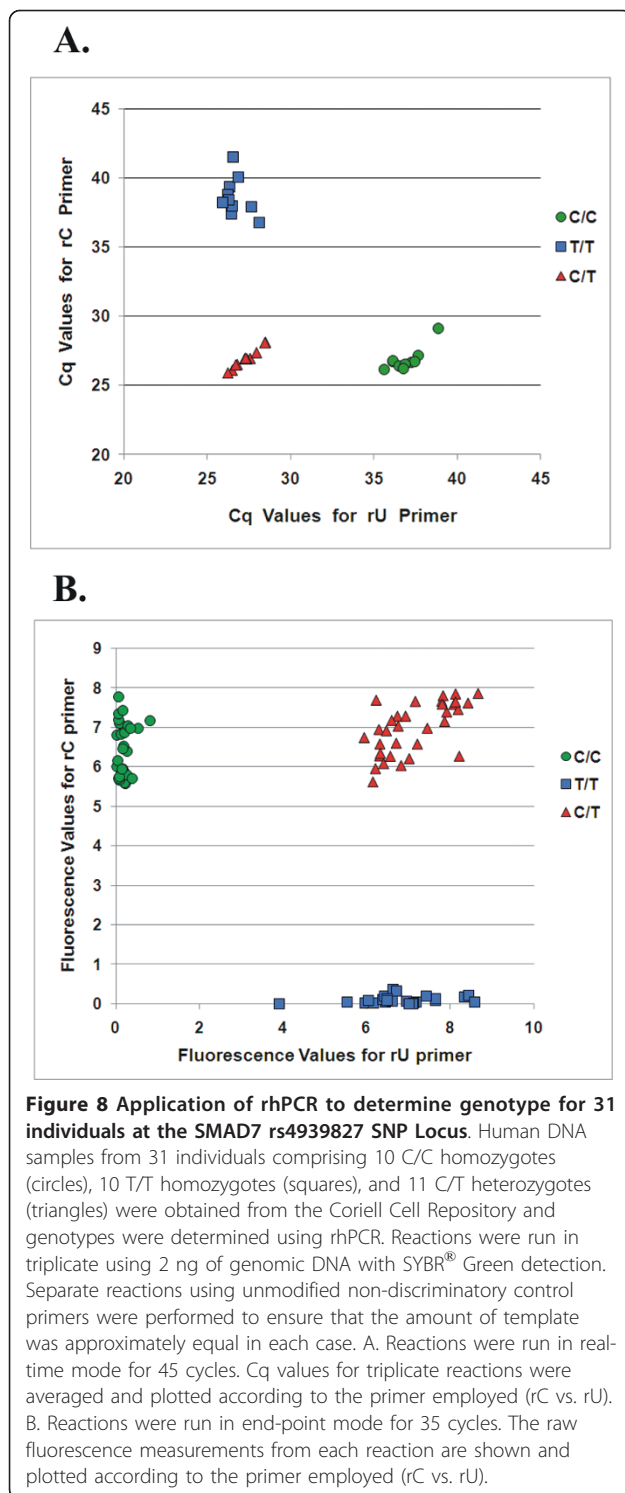 A.
45
40
35
30
25
20
Cq Values for rC Primer
20 25 30 35 40 45
Cq Values for rU Primer
C/C
T/T
C/T
B.
9
8
7
6
5
4
3
2
1
0
Fluorescence Values for rC primer
0 2 4 6 8 10
Fluorescence Values for rU primer
C/C
T/T
C/T
Figure 8 Application of rhPCR to determine genotype for 31
individuals at the SMAD7 rs4939827 SNP Locus. Human DNA
samples from 31 individuals comprising 10 C/C homozygotes
(circles), 10 T/T homozygotes (squares), and 11 C/T heterozygotes
(triangles) were obtained from the Coriell Cell Repository and
genotypes were determined using rhPCR. Reactions were run in
triplicate using 2 ng of genomic DNA with SYBR® Green detection.
Separate reactions using unmodified non-discriminatory control
primers were performed to ensure that the amount of template
was approximately equal in each case. A. Reactions were run in real-
time mode for 45 cycles. Cq values for triplicate reactions were
averaged and plotted according to the primer employed (rC vs. rU).
B. Reactions were run in end-point mode for 35 cycles. The raw
fluorescence measurements from each reaction are shown and
plotted according to the primer employed (rC vs. rU).